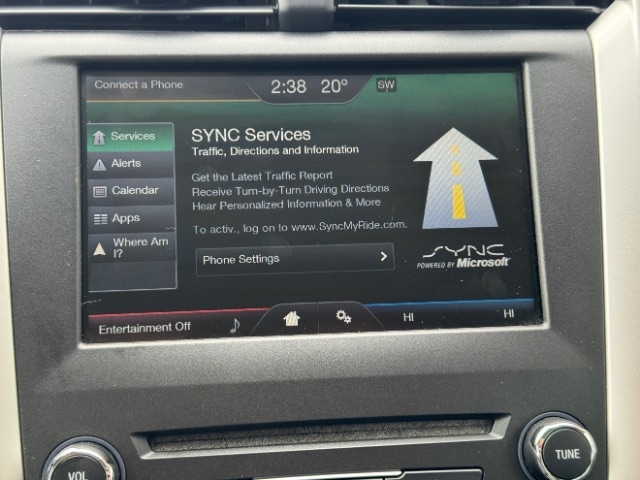 Connect a Phone
2:38 20° SW
Services
Alerts
Calendar
Apps
Where Am
I?
SYNC Services
Traffic, Directions and Information
Get the Latest Traffic Report
Receive Turn-by-Turn Driving Directions
Hear Personalized Information & More
To activ., log on to www.SyncMyRide.com.
Phone Settings
SYNC
POWERED BY Microsoft
Entertainment Off
HI
HI
VOL
TUNE